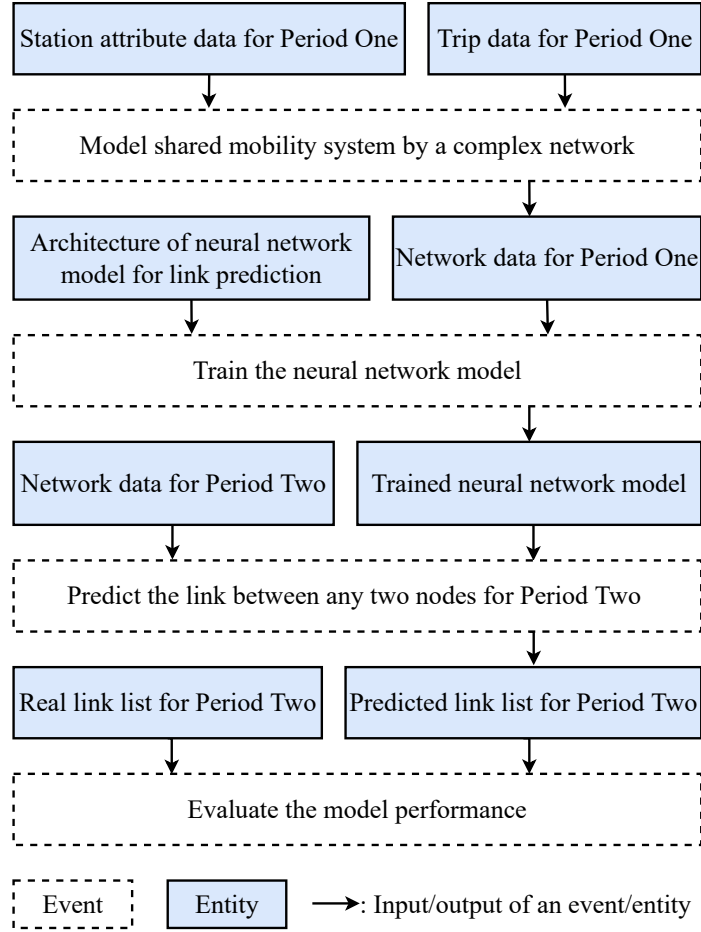 Station attribute data for Period One
Trip data for Period One
Model shared mobility system by a complex network
Architecture of neural network
model for link prediction
Network data for Period One
Train the neural network model
Network data for Period Two
Trained neural network model
Predict the link between any two nodes for Period Two
Real link list for Period Two
Predicted link list for Period Two
Evaluate the model performance
Event
Entity
: Input/output of an event/entity